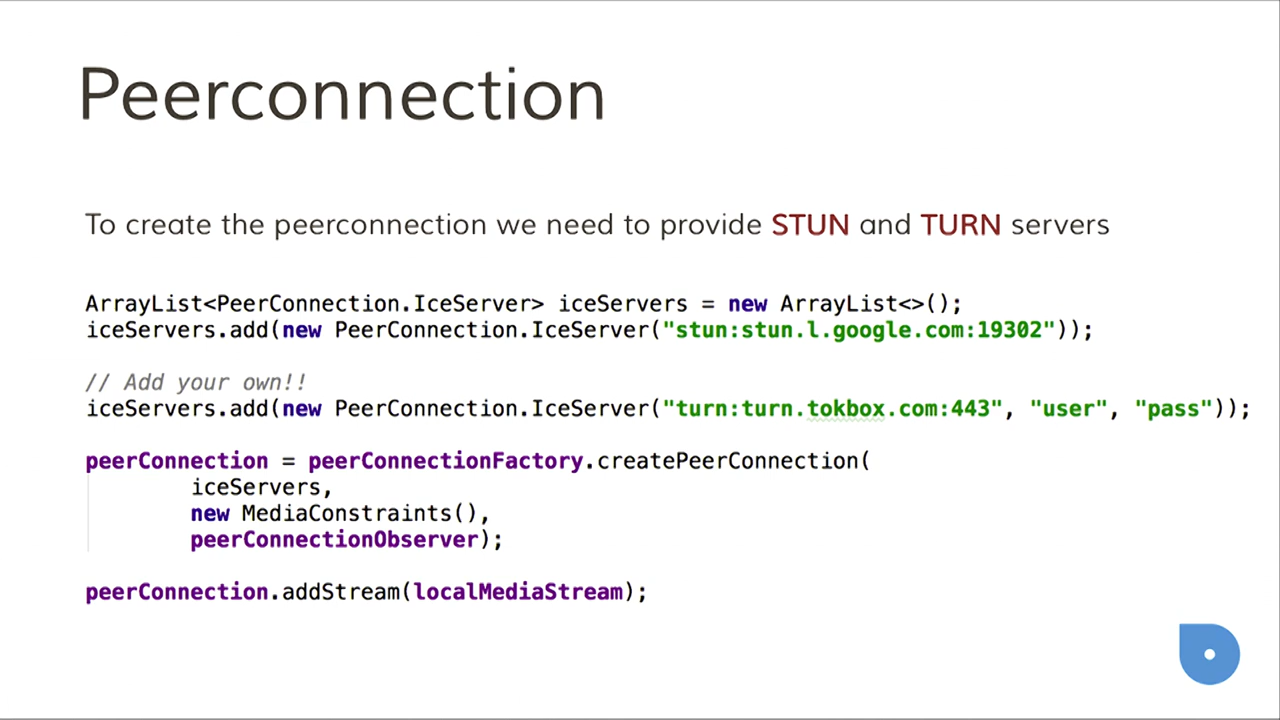 Peerconnection
To create the peerconnection we need to provide STUN and TURN servers
ArrayList<PeerConnection.IceServer> iceServers = new ArrayList<>();
iceServers.add(new PeerConnection.IceServer("stun:stun.l.google.com:19302"));
// Add your own!!
iceServers.add(new PeerConnection.IceServer("turn:turn.tokbox.com:443", "user", "pass"));
peerConnection = peerConnectionFactory.createPeerConnection(
iceServers,
new MediaConstraints(),
peerConnectionObserver);
peerConnection.addStream(localMediaStream);